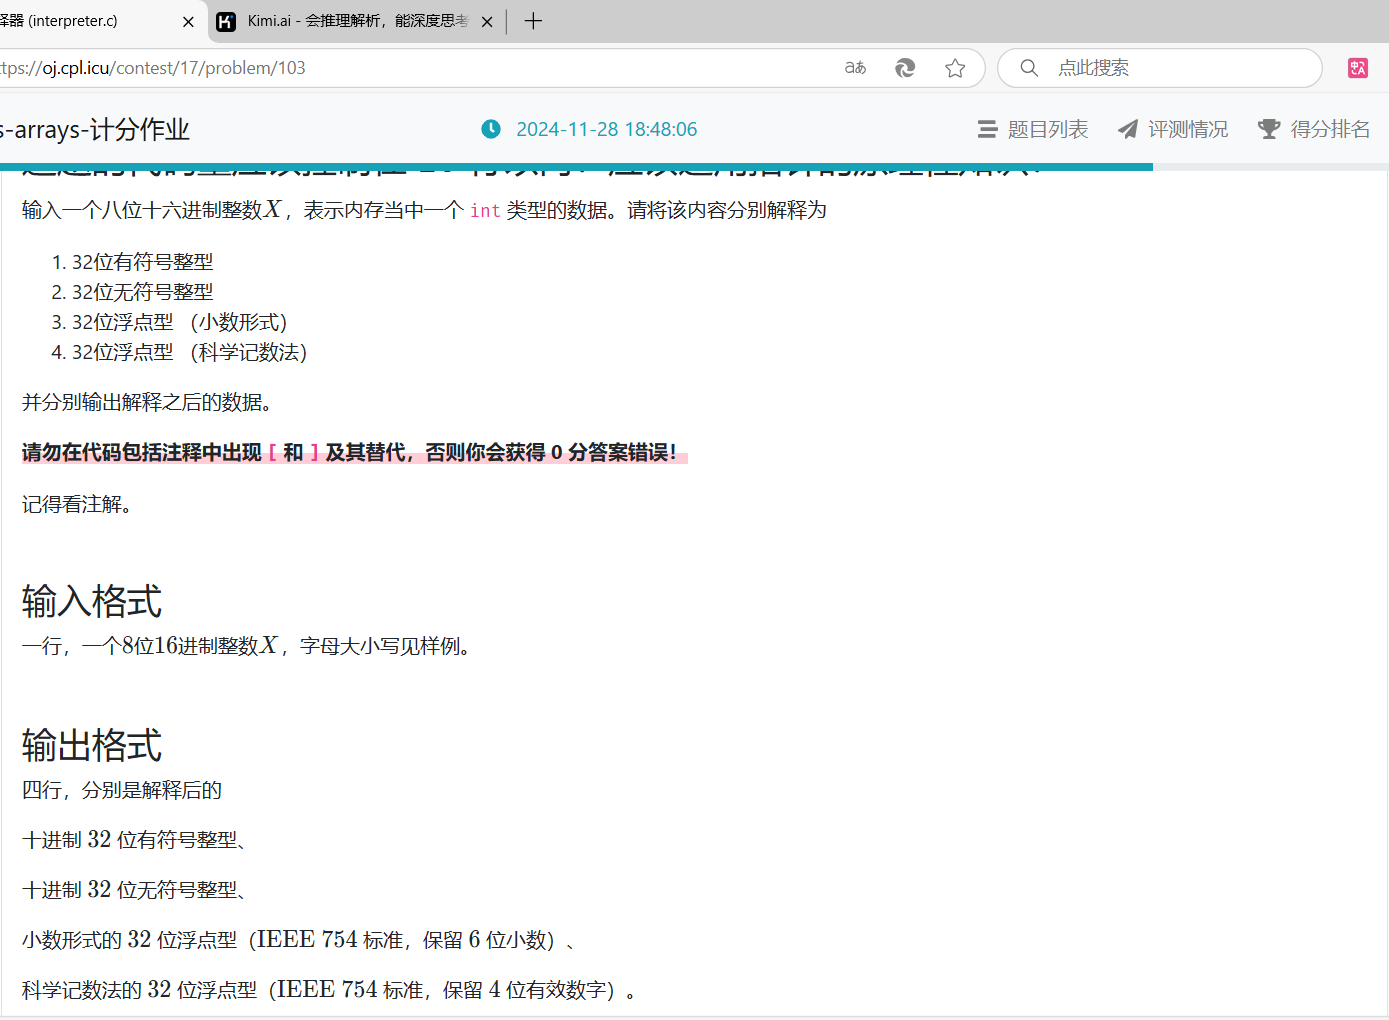 释器 (interpreter.c)
Kimi.ai - 会推理解析，能深度思考
ttps://oj.cpl.icu/contest/17/problem/103
点此搜索
s-arrays-计分作业
2024-11-28 18:48:06
题目列表
评测情况
得分排名
输入一个八位十六进制整数X，表示内存当中一个 int 类型的数据。请将该内容分别解释为
1. 32位有符号整型
2. 32位无符号整型
3. 32位浮点型 （小数形式）
4. 32位浮点型 （科学记数法）
并分别输出解释之后的数据。
请勿在代码包括注释中出现 [ 和 ] 及其替代，否则你会获得 0 分答案错误！
记得看注解。
输入格式
一行，一个8位16进制整数X，字母大小写见样例。
输出格式
四行，分别是解释后的
十进制 32 位有符号整型、
十进制 32 位无符号整型、
小数形式的 32 位浮点型（IEEE 754 标准，保留 6 位小数）、
科学记数法的 32 位浮点型（IEEE 754 标准，保留 4 位有效数字）。